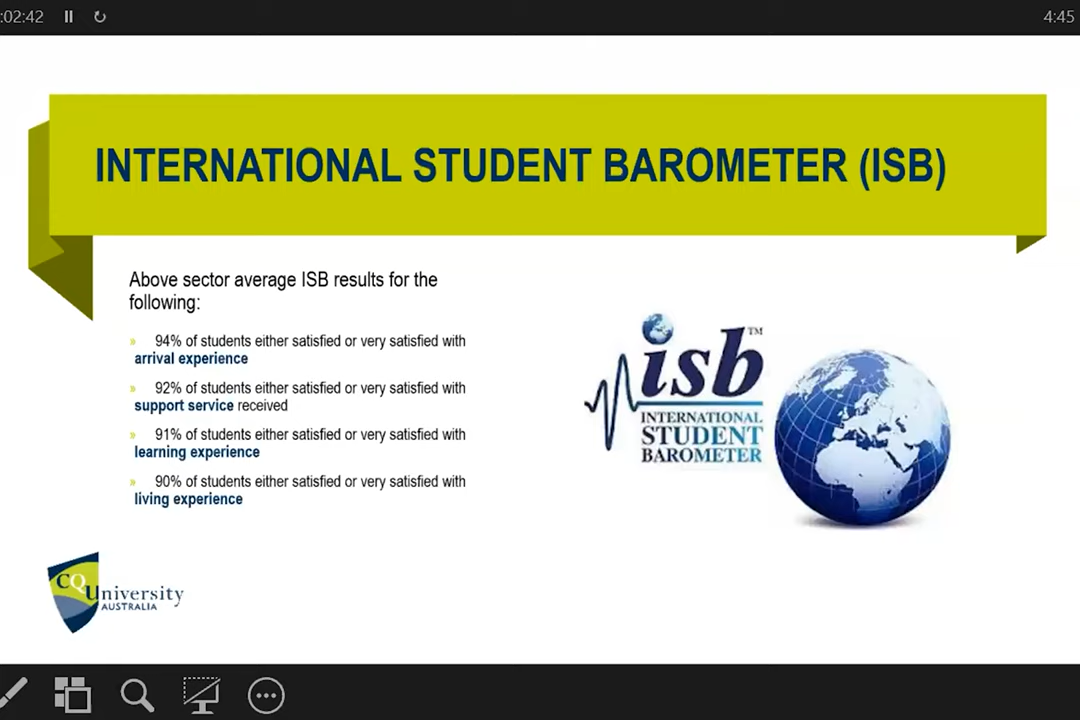 :02:42
4:45
INTERNATIONAL STUDENT BAROMETER (ISB)
Above sector average ISB results for the
following:
» 94% of students either satisfied or very satisfied with
arrival experience
» 92% of students either satisfied or very satisfied with
support service received
» 91% of students either satisfied or very satisfied with
learning experience
» 90% of students either satisfied or very satisfied with
living experience
isb™
INTERNATIONAL
STUDENT
BAROMETER
CQUniversity
AUSTRALIA